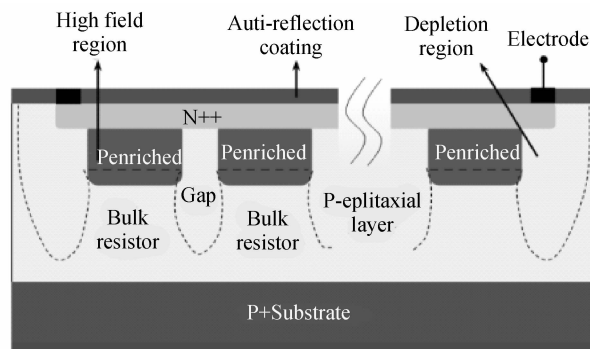 High field
region
Auti-reflection
coating
Depletion
region
Electrode
N++
Penriched
Penriched
Penriched
Gap
Bulk
resistor
Bulk
resistor
P-eplitaxial
layer
P+Substrate